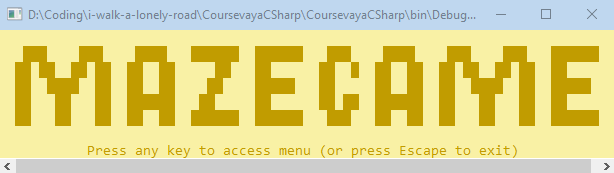 D:\Coding\i-walk-a-lonely-road\CoursevayaCSharp\CoursevayaCSharp\bin\Debug...
MAZEGAME
Press any key to access menu (or press Escape to exit)